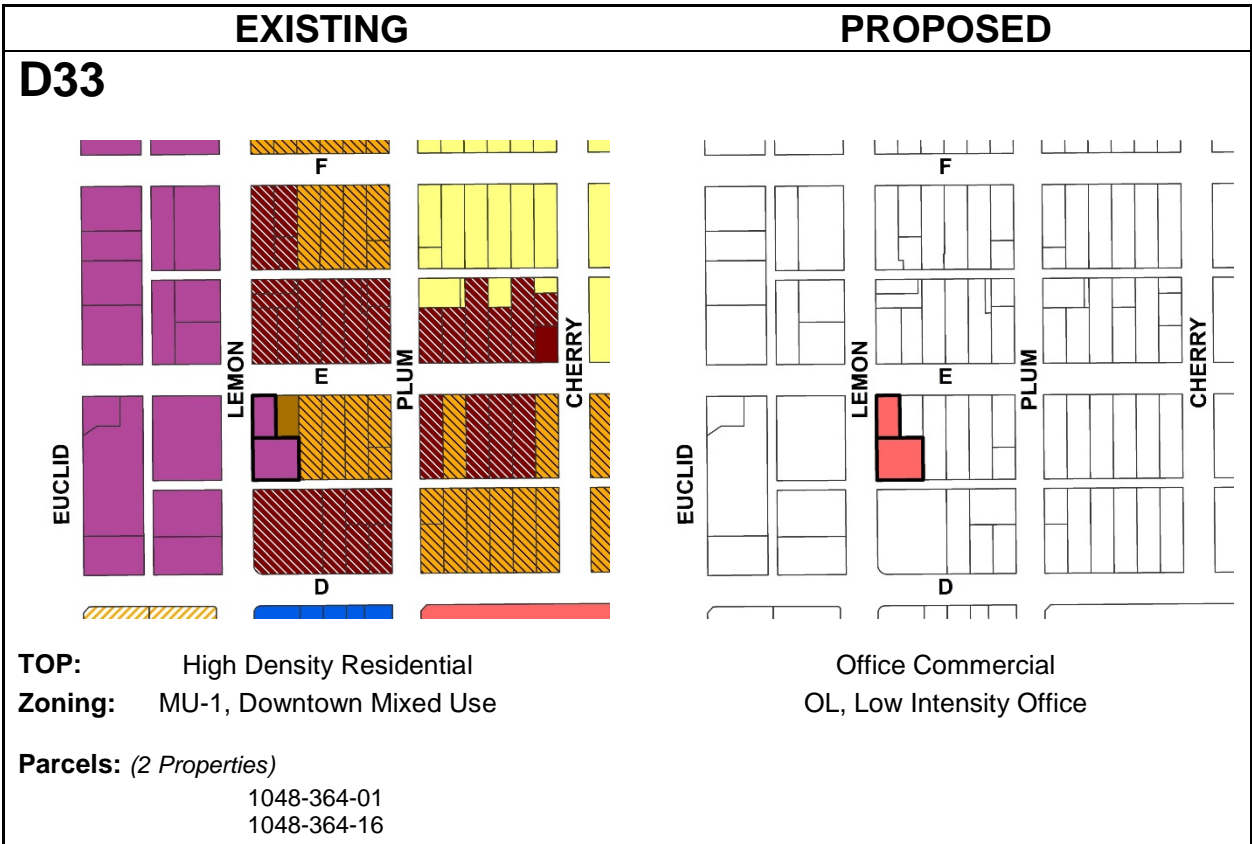 EXISTING PROPOSED
D33
F
LEMON
PLUM
CHERRY
E
EUCLID
D
F
LEMON
PLUM
CHERRY
E
EUCLID
D
TOP: High Density Residential Office Commercial
Zoning: MU-1, Downtown Mixed Use OL, Low Intensity Office
Parcels: (2 Properties)
1048-364-01
1048-364-16